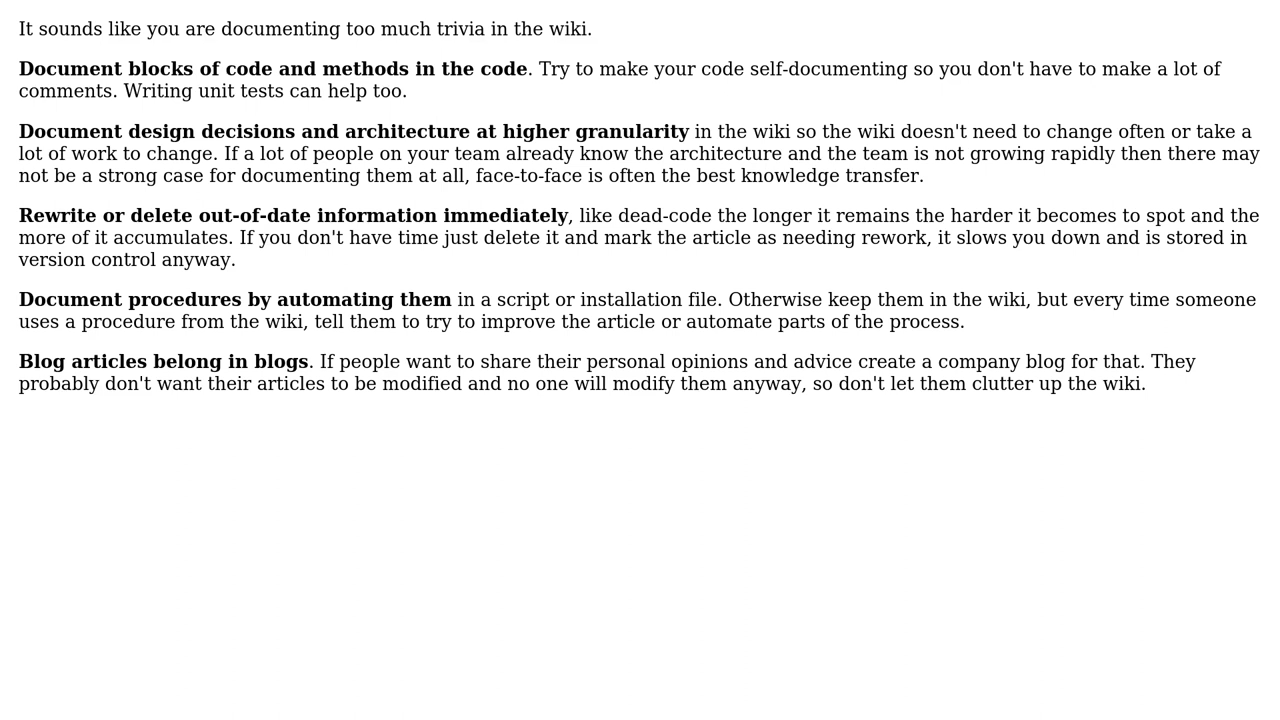 It sounds like you are documenting too much trivia in the wiki.
Document blocks of code and methods in the code. Try to make your code self-documenting so you don't have to make a lot of
comments. Writing unit tests can help too.
Document design decisions and architecture at higher granularity in the wiki so the wiki doesn't need to change often or take a
lot of work to change. If a lot of people on your team already know the architecture and the team is not growing rapidly then there may
not be a strong case for documenting them at all, face-to-face is often the best knowledge transfer.
Rewrite or delete out-of-date information immediately, like dead-code the longer it remains the harder it becomes to spot and the
more of it accumulates. If you don't have time just delete it and mark the article as needing rework, it slows you down and is stored in
version control anyway.
Document procedures by automating them in a script or installation file. Otherwise keep them in the wiki, but every time someone
uses a procedure from the wiki, tell them to try to improve the article or automate parts of the process.
Blog articles belong in blogs. If people want to share their personal opinions and advice create a company blog for that. They
probably don't want their articles to be modified and no one will modify them anyway, so don't let them clutter up the wiki.